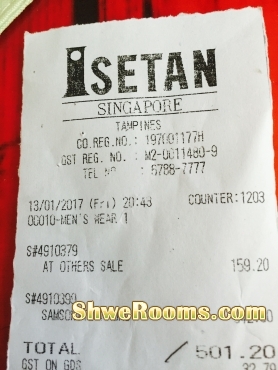 ISETAN
SINGAPORE
TAMPINES
CO.REG.NO.: 197001177H
GST REG. NO. : M2-0011480-9
TEL NO : 6788-7777
13/01/2017 (Fri) 20:43 COUNTER:1203
00010-MEN'S WEAR 1
S#4910379
AT OTHERS SALE 159.20
S#4910390
ShweRooms.com
TOTAL 501.20
GST ON GDS 32.79